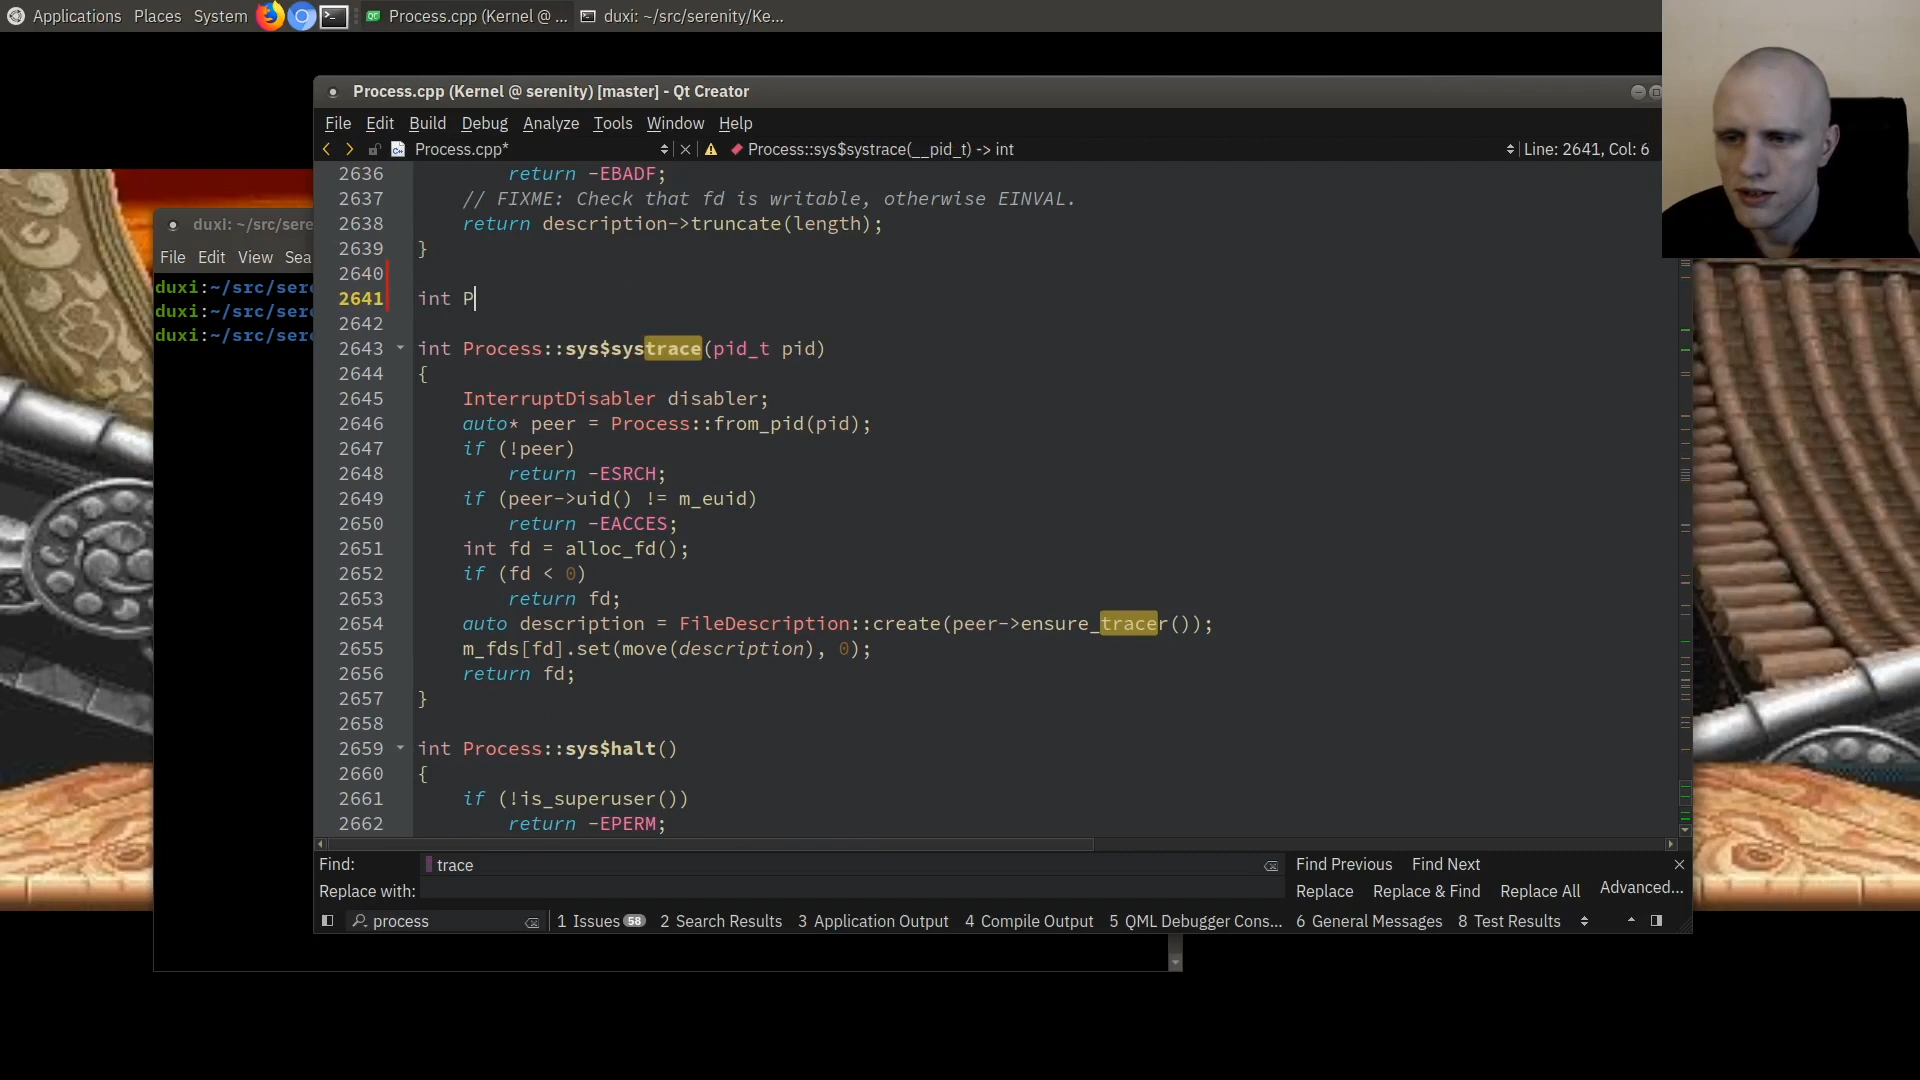 Applications Places System Process.cpp (Kernel @ ... duxi: ~/src/serenity/Ke...
Process.cpp (Kernel @ serenity) [master] - Qt Creator
File Edit Build Debug Analyze Tools Window Help
Process.cpp* Process::sys$systrace(__pid_t) -> int Line: 2641, Col: 6
duxi: ~/src/sere
File Edit View Sea
duxi:~/src/sere
duxi:~/src/sere
duxi:~/src/sere
2636 return -EBADF;
2637 // FIXME: Check that fd is writable, otherwise EINVAL.
2638 return description->truncate(length);
2639 }
2640
2641 int P
2642
2643 int Process::sys$systrace(pid_t pid)
2644 {
2645 InterruptDisabler disabler;
2646 auto* peer = Process::from_pid(pid);
2647 if (!peer)
2648 return -ESRCH;
2649 if (peer->uid() != m_euid)
2650 return -EACCES;
2651 int fd = alloc_fd();
2652 if (fd < 0)
2653 return fd;
2654 auto description = FileDescription::create(peer->ensure_tracer());
2655 m_fds[fd].set(move(description), 0);
2656 return fd;
2657 }
2658
2659 int Process::sys$halt()
2660 {
2661 if (!is_superuser())
2662 return -EPERM;
Find: trace Find Previous Find Next
Replace with: Replace Replace & Find Replace All Advanced...
process 1 Issues 58 2 Search Results 3 Application Output 4 Compile Output 5 QML Debugger Cons... 6 General Messages 8 Test Results